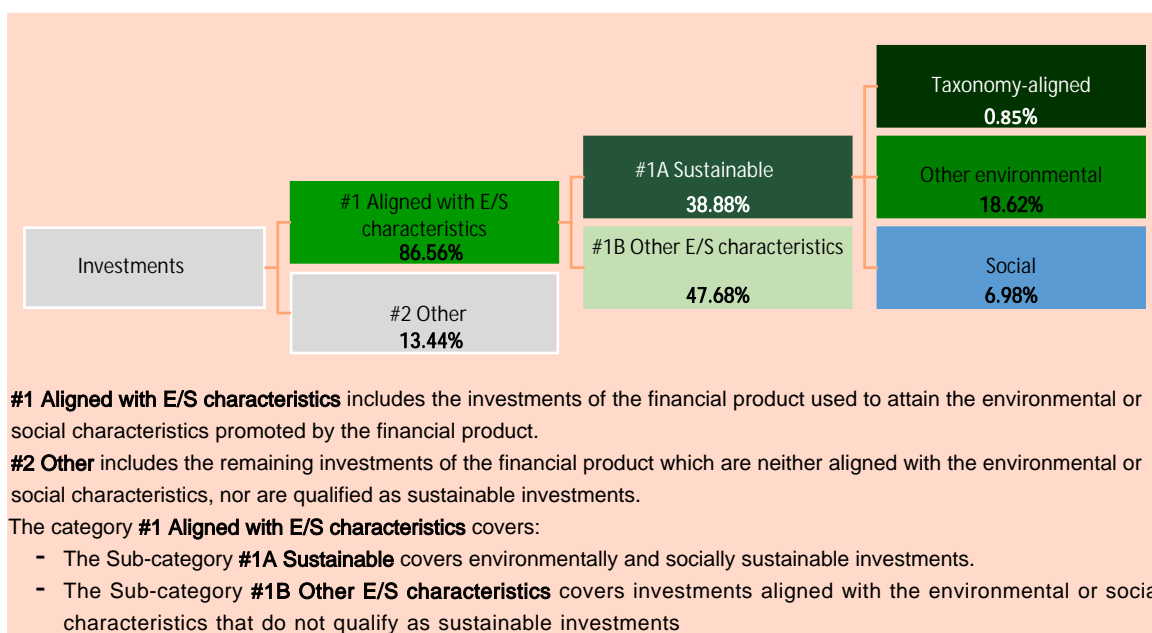 Taxonomy-aligned
0.85%
#1A Sustainable
38.88%
Other environmental
18.62%
#1 Aligned with E/S
characteristics
86.56%
Investments
#1B Other E/S characteristics
47.68%
Social
6.98%
#2 Other
13.44%
#1 Aligned with E/S characteristics includes the investments of the financial product used to attain the environmental or
social characteristics promoted by the financial product.
#2 Other includes the remaining investments of the financial product which are neither aligned with the environmental or
social characteristics, nor are qualified as sustainable investments.
The category #1 Aligned with E/S characteristics covers:
- The Sub-category #1A Sustainable covers environmentally and socially sustainable investments.
- The Sub-category #1B Other E/S characteristics covers investments aligned with the environmental or socia
characteristics that do not qualify as sustainable investments